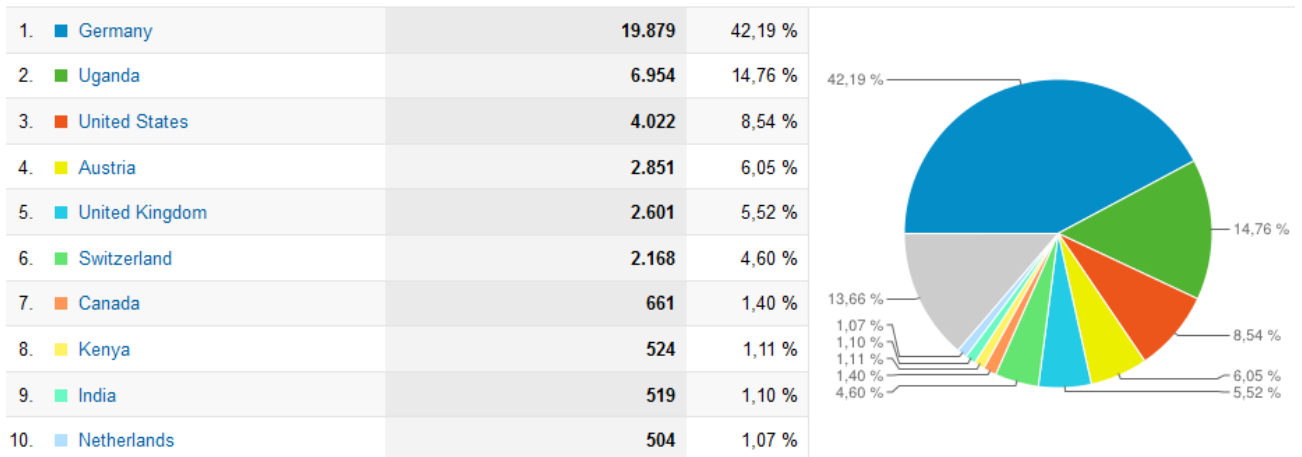 1. Germany 19.879 42,19 %
2. Uganda 6.954 14,76 %
3. United States 4.022 8,54 %
4. Austria 2.851 6,05 %
5. United Kingdom 2.601 5,52 %
6. Switzerland 2.168 4,60 %
7. Canada 661 1,40 %
8. Kenya 524 1,11 %
9. India 519 1,10 %
10. Netherlands 504 1,07 %
42,19 %
14,76 %
13,66 %
1,07 %
8,54 %
1,10 %
1,11 %
1,40 %
6,05 %
4,60 %
5,52 %